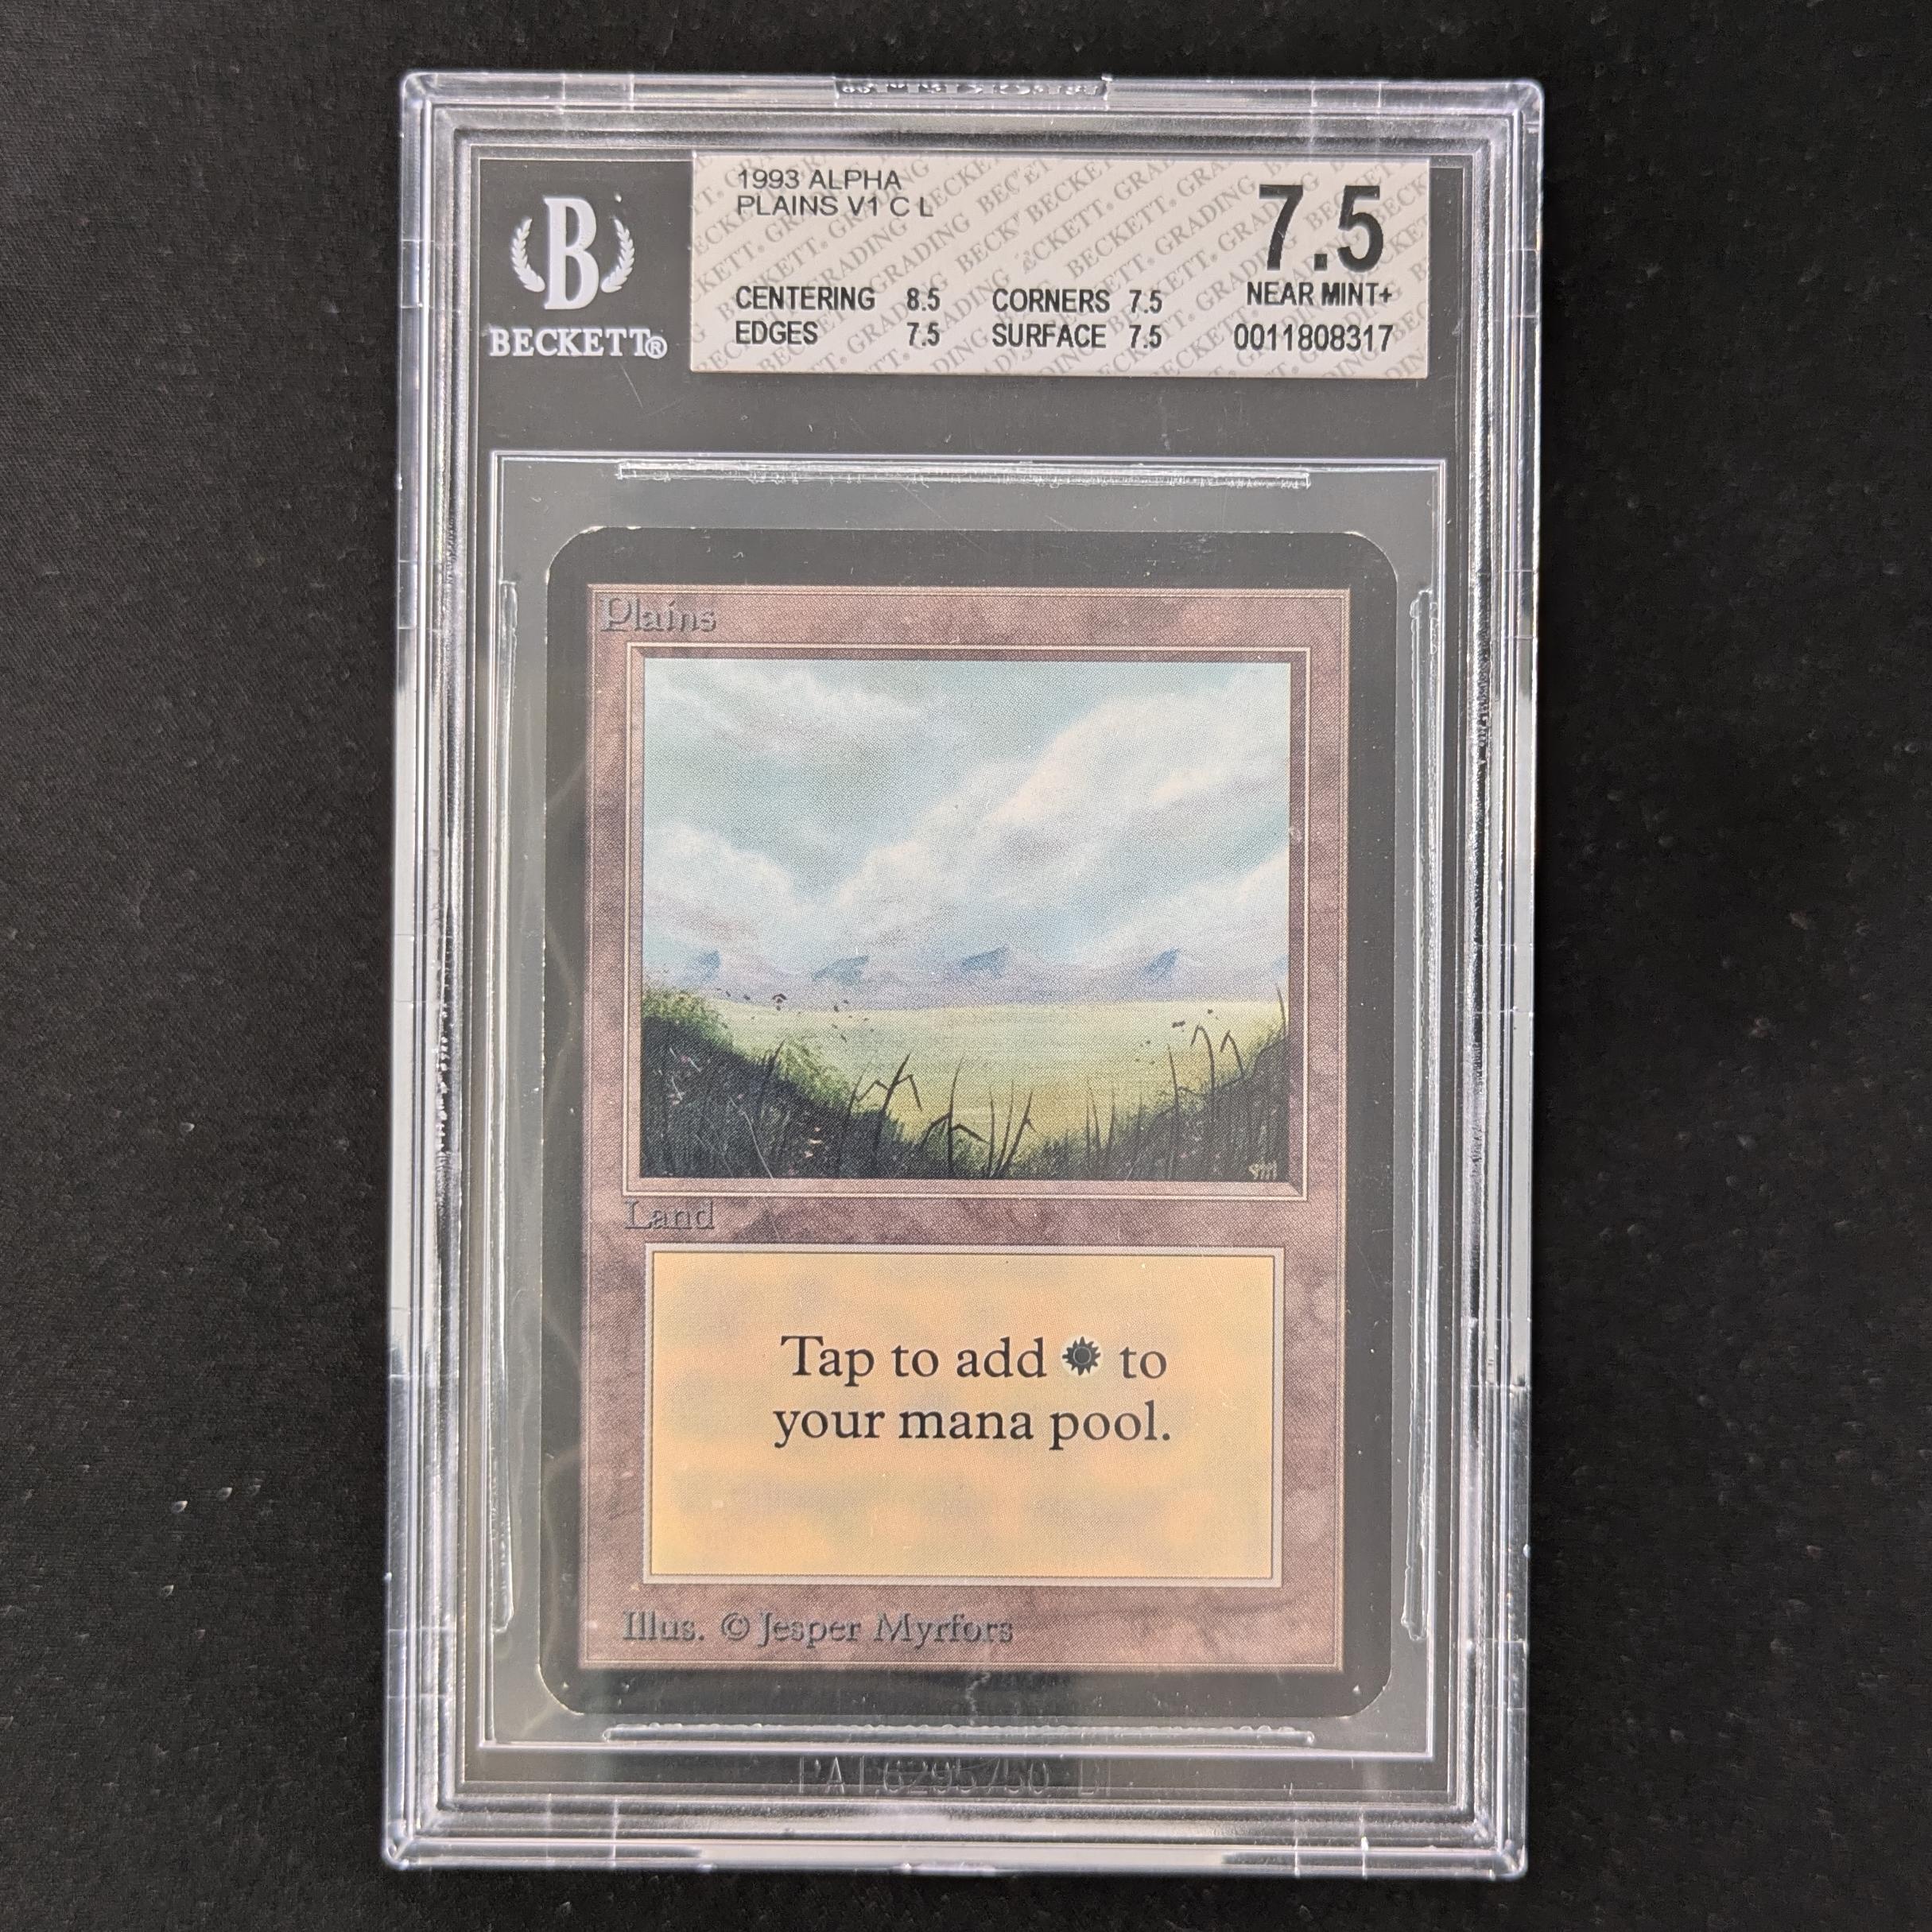 1993 ALPHA
PLAINS V1 C L
7.5
CENTERING 8.5 CORNERS 7.5 NEAR MINT+
EDGES 7.5 SURFACE 7.5 0011808317
B
BECKETT®
Plains
JM
Land
Tap to add to
your mana pool.
Illus. © Jesper Myrfors